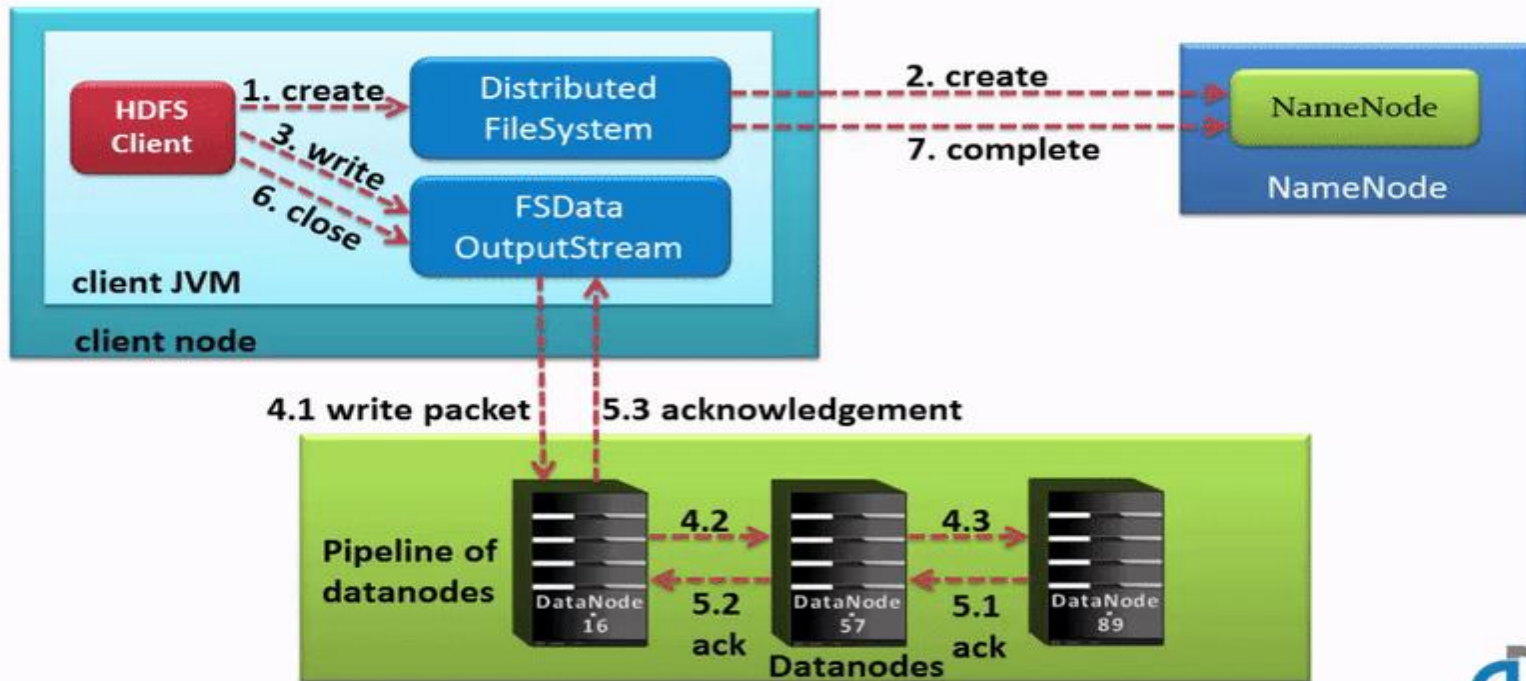 HDFS
Client
1. create
3. write
6. close
Distributed
FileSystem
FSData
OutputStream
client JVM
client node
2. create
7. complete
NameNode
NameNode
4.1 write packet
5.3 acknowledgement
Pipeline of
datanodes
DataNode
-
16
4.2
5.2
ack
DataNode
-
57
4.3
5.1
ack
DataNode
-
89
Datanodes